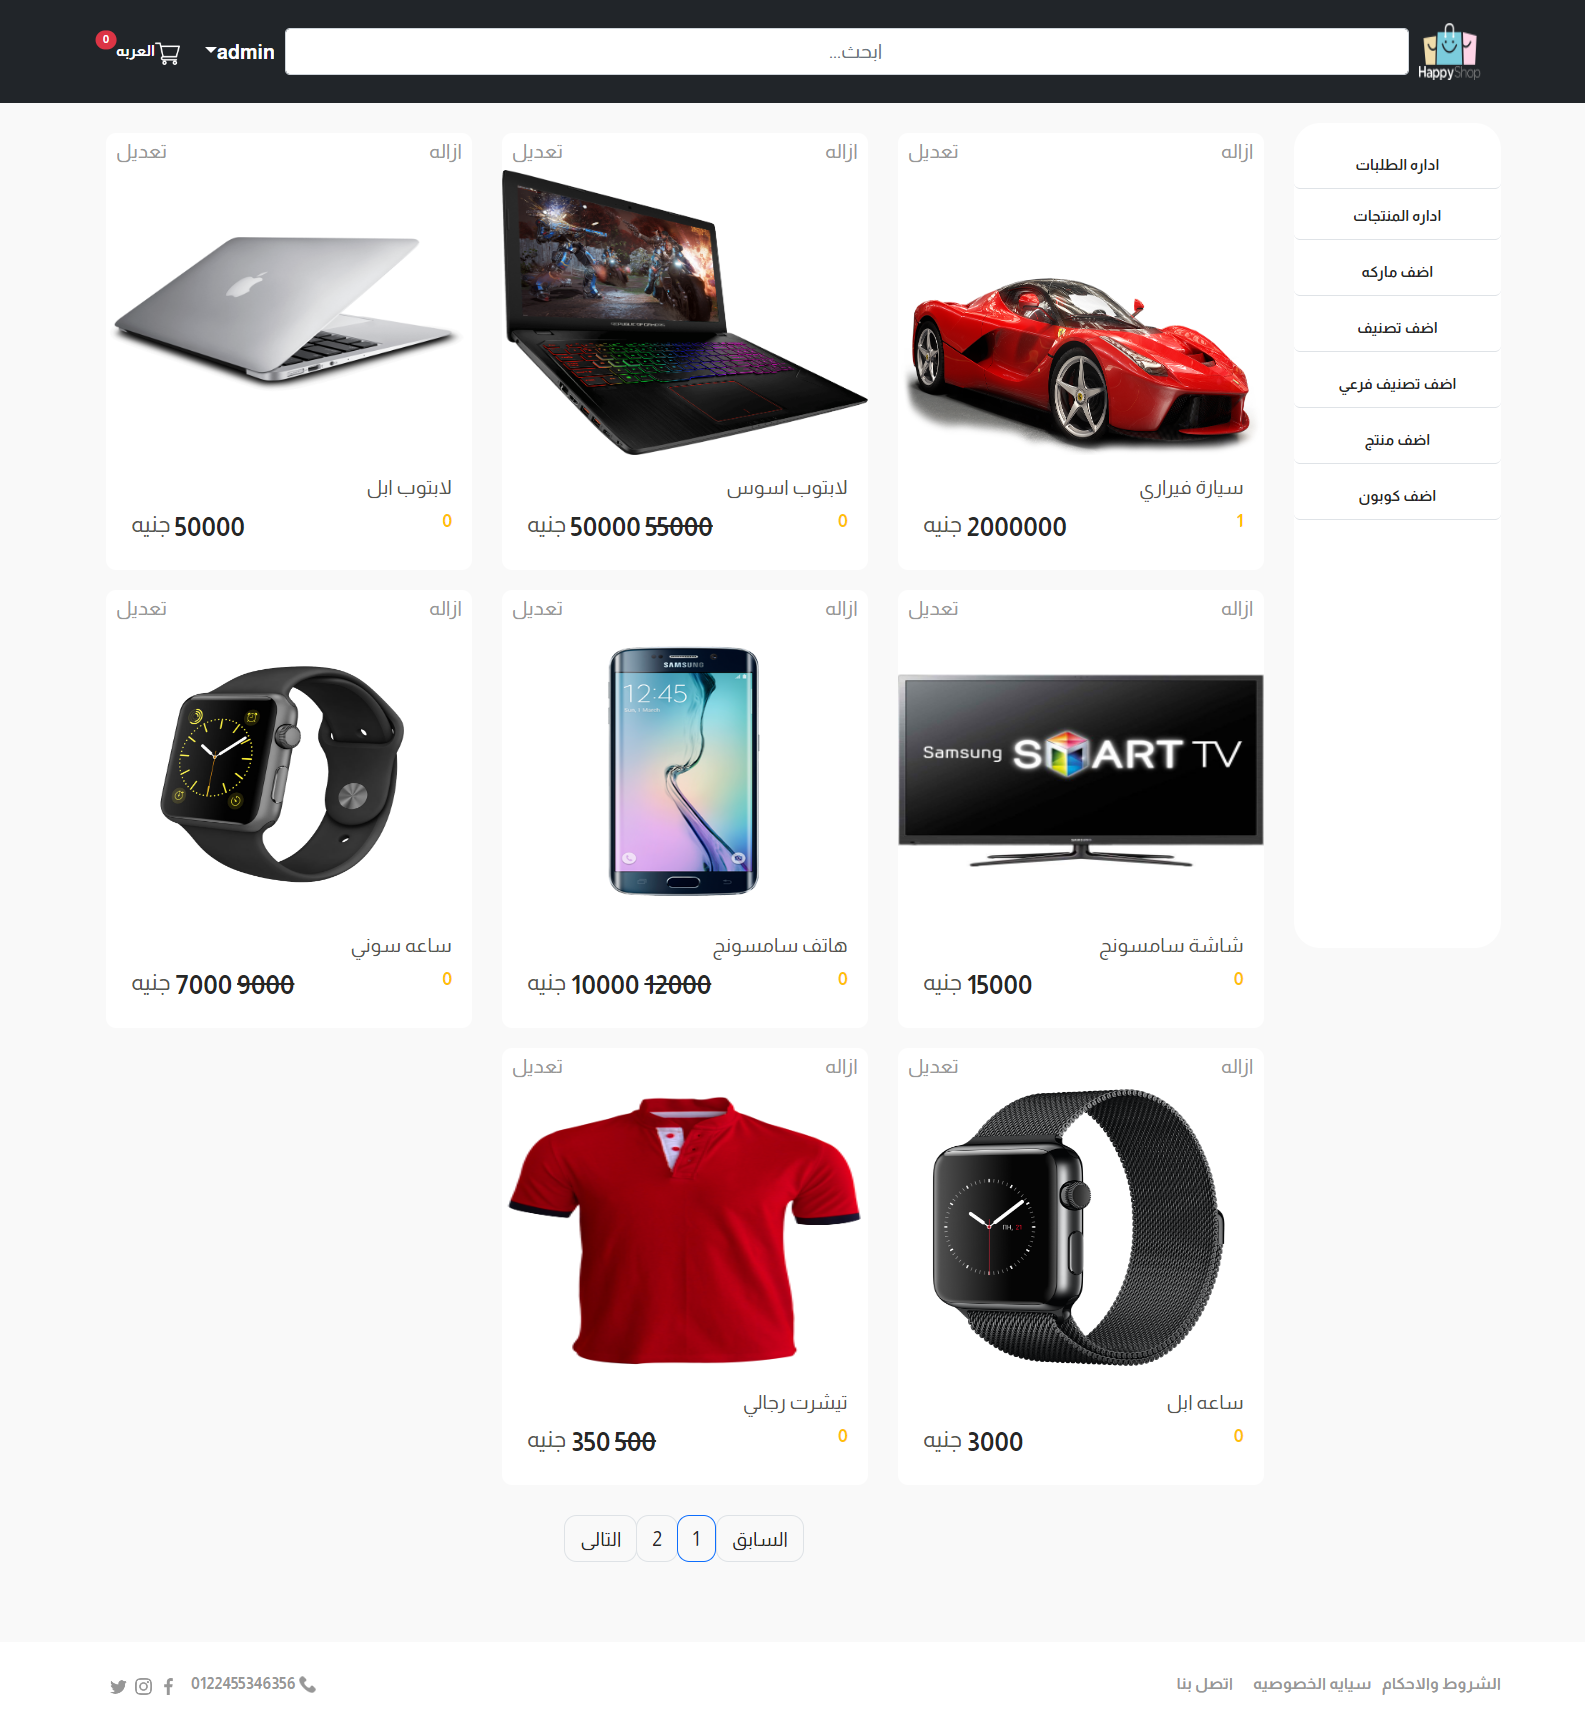 HappyShop
ابحث...
admin
العربه
0
اداره الطلبات
اداره المنتجات
اضف ماركه
اضف تصنيف
اضف تصنيف فرعي
اضف منتج
اضف كوبون
ازاله تعديل
سيارة فيراري
1
2000000 جنيه
ازاله تعديل
لابتوب اسوس
0
55000 50000 جنيه
ازاله تعديل
لابتوب ابل
0
50000 جنيه
ازاله تعديل
Samsung SMART TV
شاشة سامسونج
0
15000 جنيه
ازاله تعديل
SAMSUNG
12:45
هاتف سامسونج
0
12000 10000 جنيه
ازاله تعديل
ساعه سوني
0
9000 7000 جنيه
ازاله تعديل
ساعه ابل
0
3000 جنيه
ازاله تعديل
تيشرت رجالي
0
500 350 جنيه
السابق
1
2
التالى
الشروط والاحكام
سيايه الخصوصيه
اتصل بنا
0122455346356